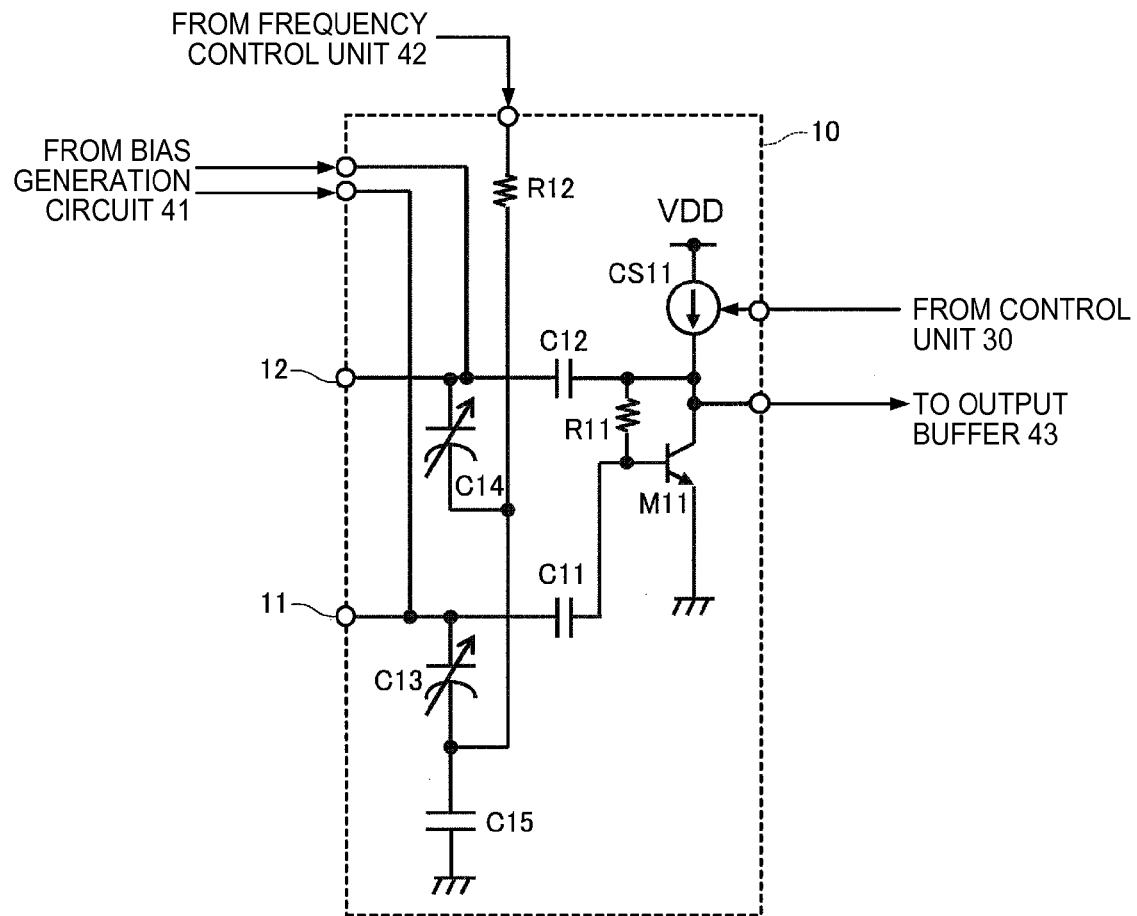 FROM FREQUENCY
CONTROL UNIT 42
10
FROM BIAS
GENERATION
CIRCUIT 41
R12
VDD
CS11
FROM CONTROL
UNIT 30
C12
12
R11
TO OUTPUT
BUFFER 43
C14
M11
C11
11
C13
C15